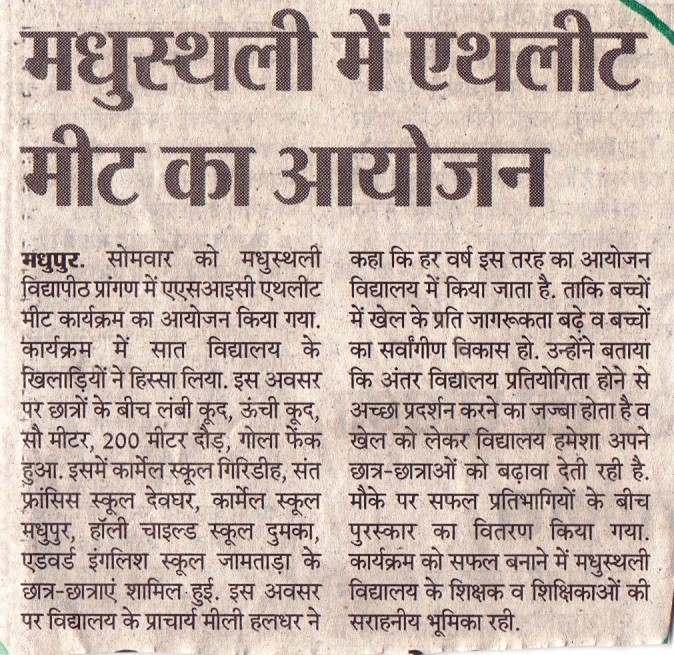 मधुस्थली में एथलीट
मीट का आयोजन
मधुपुर. सोमवार को मधुस्थली
विद्यापीठ प्रांगण में एएसआइसी एथलीट
मीट कार्यक्रम का आयोजन किया गया.
कार्यक्रम में सात विद्यालय के
खिलाड़ियों ने हिस्सा लिया. इस अवसर
पर छात्रों के बीच लंबी कूद, ऊंची कूद,
सौ मीटर, 200 मीटर दौड़, गोला फेंक
हुआ. इसमें कार्मेल स्कूल गिरिडीह, संत
फ्रांसिस स्कूल देवघर, कार्मेल स्कूल
मधुपुर, हॉली चाइल्ड स्कूल दुमका,
एडवर्ड इंगलिश स्कूल जामताड़ा के
छात्र-छात्राएं शामिल हुई. इस अवसर
पर विद्यालय के प्राचार्य मीली हलधर ने
कहा कि हर वर्ष इस तरह का आयोजन
विद्यालय में किया जाता है. ताकि बच्चों
में खेल के प्रति जागरूकता बढ़े व बच्चों
का सर्वांगीण विकास हो. उन्होंने बताया
कि अंतर विद्यालय प्रतियोगिता होने से
अच्छा प्रदर्शन करने का जज्बा होता है व
खेल को लेकर विद्यालय हमेशा अपने
छात्र-छात्राओं को बढ़ावा देती रही है.
मौके पर सफल प्रतिभागियों के बीच
पुरस्कार का वितरण किया गया.
कार्यक्रम को सफल बनाने में मधुस्थली
विद्यालय के शिक्षक व शिक्षिकाओं की
सराहनीय भूमिका रही.